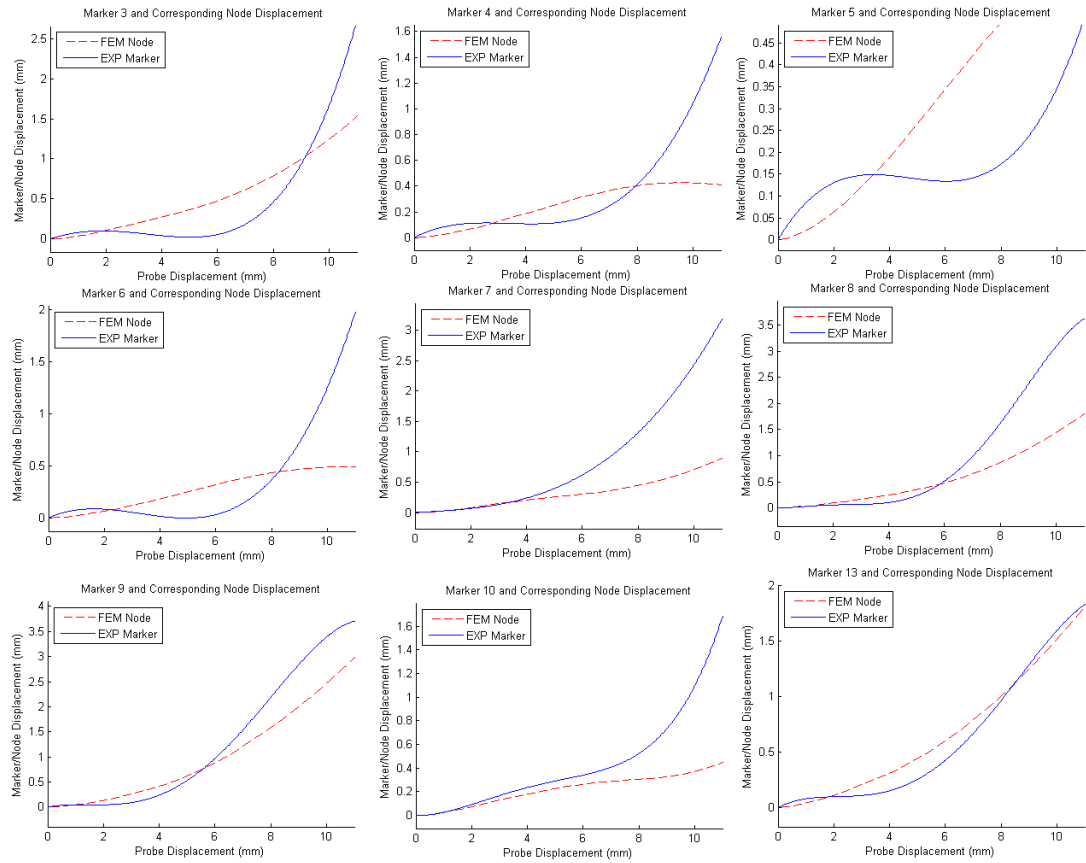 Marker 3 and Corresponding Node Displacement
FEM Node
EXP Marker
Marker/Node Displacement (mm)
2.5
2
1.5
1
0.5
0
0 2 4 6 8 10
Probe Displacement (mm)
Marker 4 and Corresponding Node Displacement
FEM Node
EXP Marker
Marker/Node Displacement (mm)
1.6
1.4
1.2
1
0.8
0.6
0.4
0.2
0
0 2 4 6 8 10
Probe Displacement (mm)
Marker 5 and Corresponding Node Displacement
FEM Node
EXP Marker
Marker/Node Displacement (mm)
0.45
0.4
0.35
0.3
0.25
0.2
0.15
0.1
0.05
0
0 2 4 6 8 10
Probe Displacement (mm)
Marker 6 and Corresponding Node Displacement
FEM Node
EXP Marker
Marker/Node Displacement (mm)
2
1.5
1
0.5
0
0 2 4 6 8 10
Probe Displacement (mm)
Marker 7 and Corresponding Node Displacement
FEM Node
EXP Marker
Marker/Node Displacement (mm)
3
2.5
2
1.5
1
0.5
0
0 2 4 6 8 10
Probe Displacement (mm)
Marker 8 and Corresponding Node Displacement
FEM Node
EXP Marker
Marker/Node Displacement (mm)
3.5
3
2.5
2
1.5
1
0.5
0
0 2 4 6 8 10
Probe Displacement (mm)
Marker 9 and Corresponding Node Displacement
FEM Node
EXP Marker
Marker/Node Displacement (mm)
4
3.5
3
2.5
2
1.5
1
0.5
0
0 2 4 6 8 10
Probe Displacement (mm)
Marker 10 and Corresponding Node Displacement
FEM Node
EXP Marker
Marker/Node Displacement (mm)
1.6
1.4
1.2
1
0.8
0.6
0.4
0.2
0
0 2 4 6 8 10
Probe Displacement (mm)
Marker 13 and Corresponding Node Displacement
FEM Node
EXP Marker
Marker/Node Displacement (mm)
2
1.5
1
0.5
0
0 2 4 6 8 10
Probe Displacement (mm)